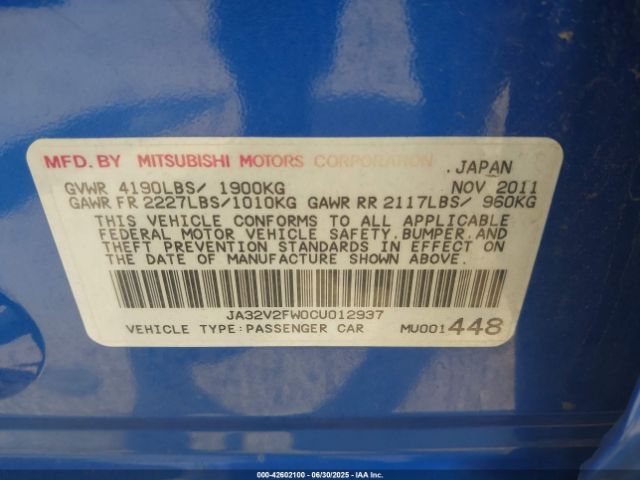 MFD.BY MITSUBISHI MOTORS CORPORATION.JAPAN
GVWR 4190LBS/ 1900KG NOV 2011
GAWR FR 2227LBS/1010KG GAWR RR 2117LBS/ 960KG
THIS VEHICLE CONFORMS TO ALL APPLICABLE
FEDERAL MOTOR VEHICLE SAFETY.BUMPER.AND
THEFT PREVENTION STANDARDS IN EFFECT ON
THE DATE OF MANUFACTURE SHOWN ABOVE.
JA32V2FW0CU012937
VEHICLE TYPE:PASSENGER CAR MU001448
000-42602100 - 06/30/2025 - IAAI.COM